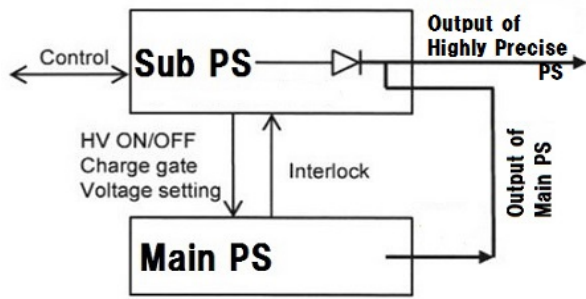 Control
Sub PS
Output of
Highly Precise
PS
HV ON/OFF
Charge gate
Voltage setting
Interlock
Output of
Main PS
Main PS